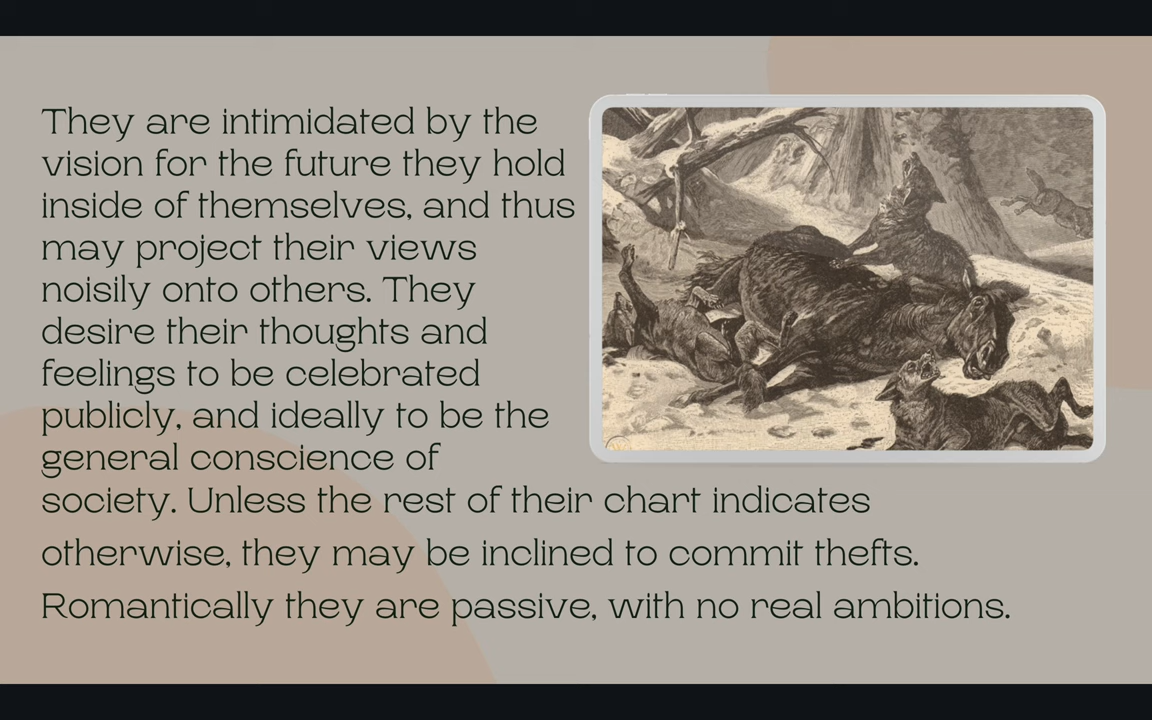 They are intimidated by the
vision for the future they hold
inside of themselves, and thus
may project their views
noisily onto others. They
desire their thoughts and
feelings to be celebrated
publicly, and ideally to be the
general conscience of
society. Unless the rest of their chart indicates
otherwise, they may be inclined to commit thefts.
Romantically they are passive, with no real ambitions.